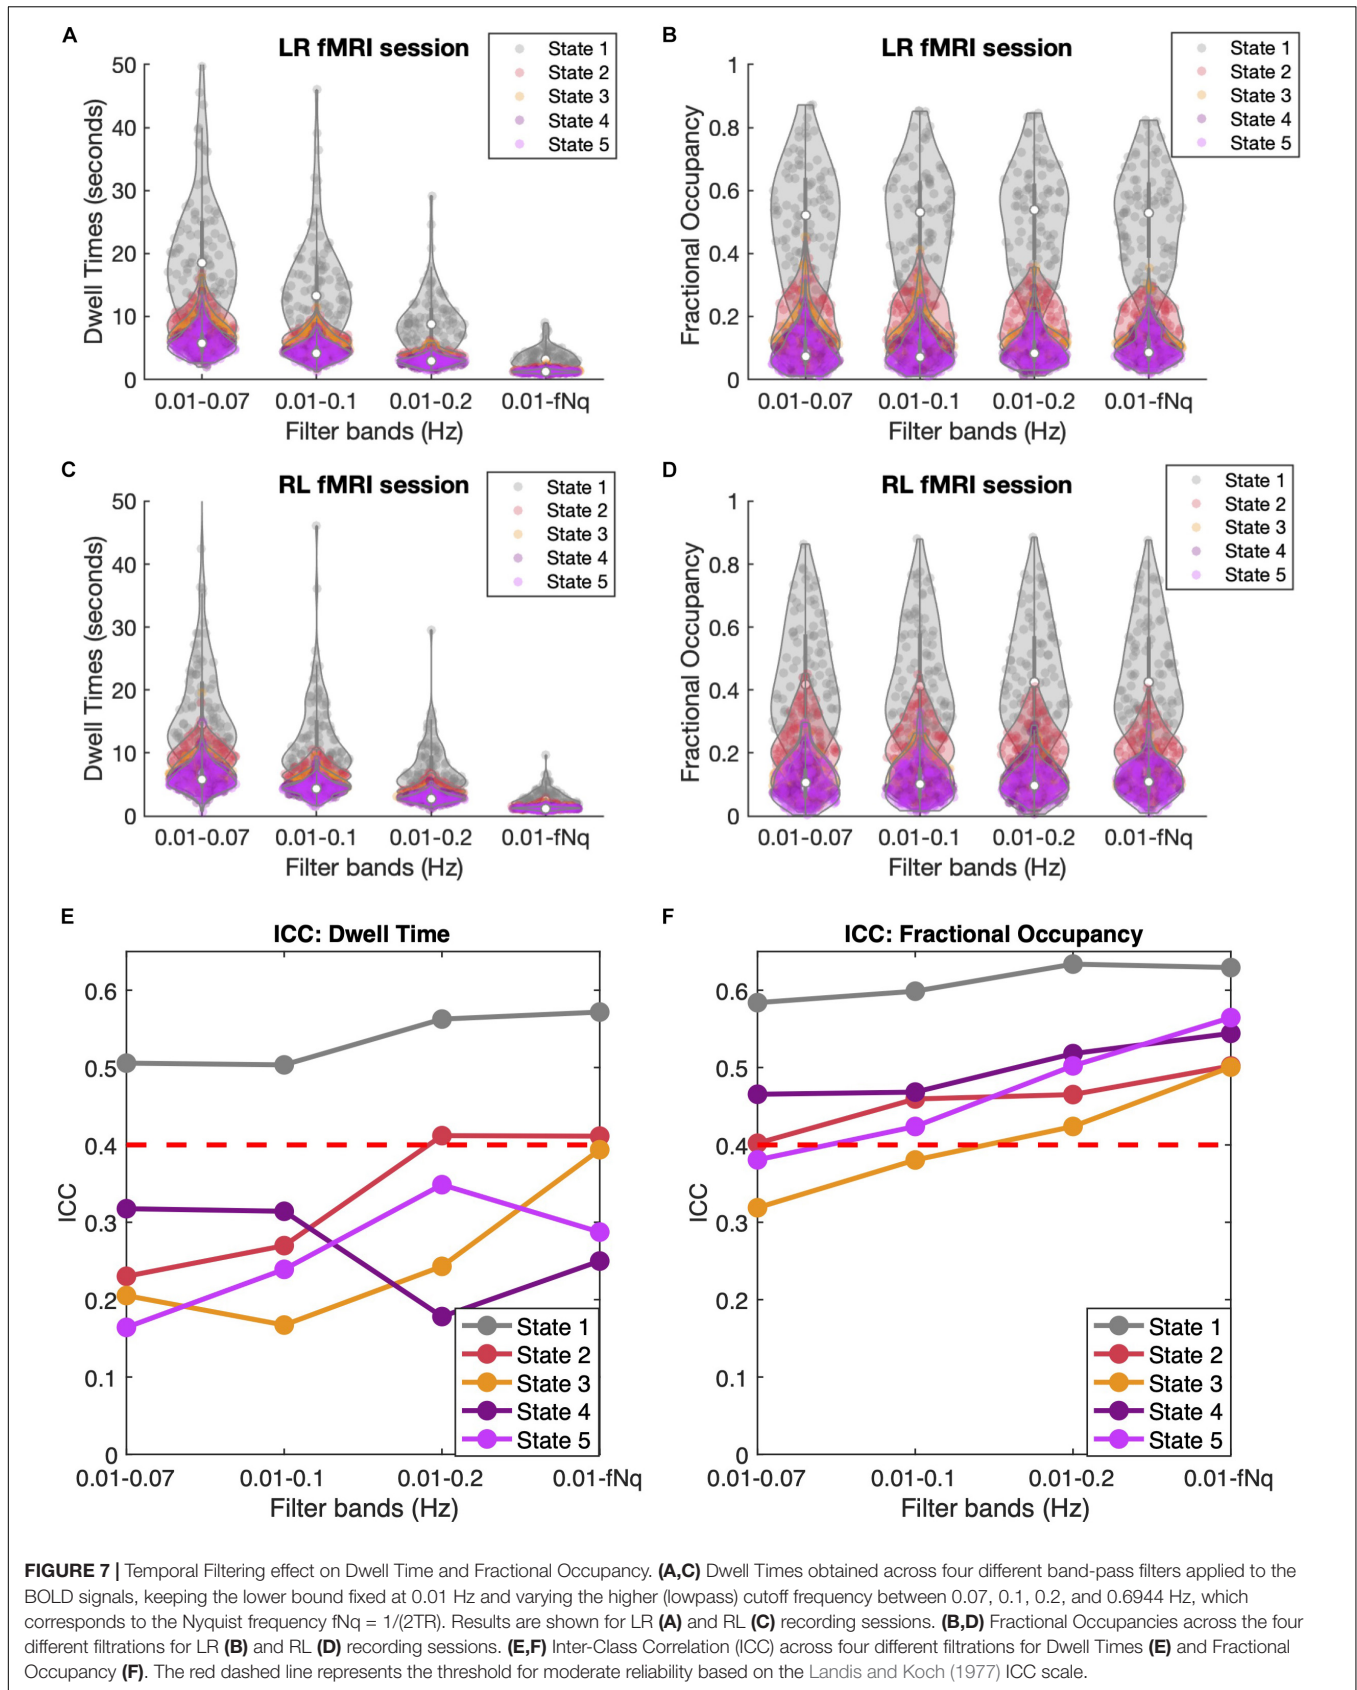 A
LR fMRI session
State 1
State 2
State 3
State 4
State 5
50
40
30
20
10
0
Dwell Times (seconds)
0.01-0.07
0.01-0.1
0.01-0.2
0.01-fNq
Filter bands (Hz)
B
LR fMRI session
State 1
State 2
State 3
State 4
State 5
1
0.8
0.6
0.4
0.2
0
Fractional Occupancy
0.01-0.07
0.01-0.1
0.01-0.2
0.01-fNq
Filter bands (Hz)
C
RL fMRI session
State 1
State 2
State 3
State 4
State 5
50
40
30
20
10
0
Dwell Times (seconds)
0.01-0.07
0.01-0.1
0.01-0.2
0.01-fNq
Filter bands (Hz)
D
RL fMRI session
State 1
State 2
State 3
State 4
State 5
1
0.8
0.6
0.4
0.2
0
Fractional Occupancy
0.01-0.07
0.01-0.1
0.01-0.2
0.01-fNq
Filter bands (Hz)
E
ICC: Dwell Time
0.6
0.5
0.4
0.3
0.2
0.1
0
ICC
State 1
State 2
State 3
State 4
State 5
0.01-0.07
0.01-0.1
0.01-0.2
0.01-fNq
Filter bands (Hz)
F
ICC: Fractional Occupancy
0.6
0.5
0.4
0.3
0.2
0.1
0
ICC
State 1
State 2
State 3
State 4
State 5
0.01-0.07
0.01-0.1
0.01-0.2
0.01-fNq
Filter bands (Hz)
FIGURE 7 | Temporal Filtering effect on Dwell Time and Fractional Occupancy. (A,C) Dwell Times obtained across four different band-pass filters applied to the
BOLD signals, keeping the lower bound fixed at 0.01 Hz and varying the higher (lowpass) cutoff frequency between 0.07, 0.1, 0.2, and 0.6944 Hz, which
corresponds to the Nyquist frequency fNq = 1/(2TR). Results are shown for LR (A) and RL (C) recording sessions. (B,D) Fractional Occupancies across the four
different filtrations for LR (B) and RL (D) recording sessions. (E,F) Inter-Class Correlation (ICC) across four different filtrations for Dwell Times (E) and Fractional
Occupancy (F). The red dashed line represents the threshold for moderate reliability based on the Landis and Koch (1977) ICC scale.